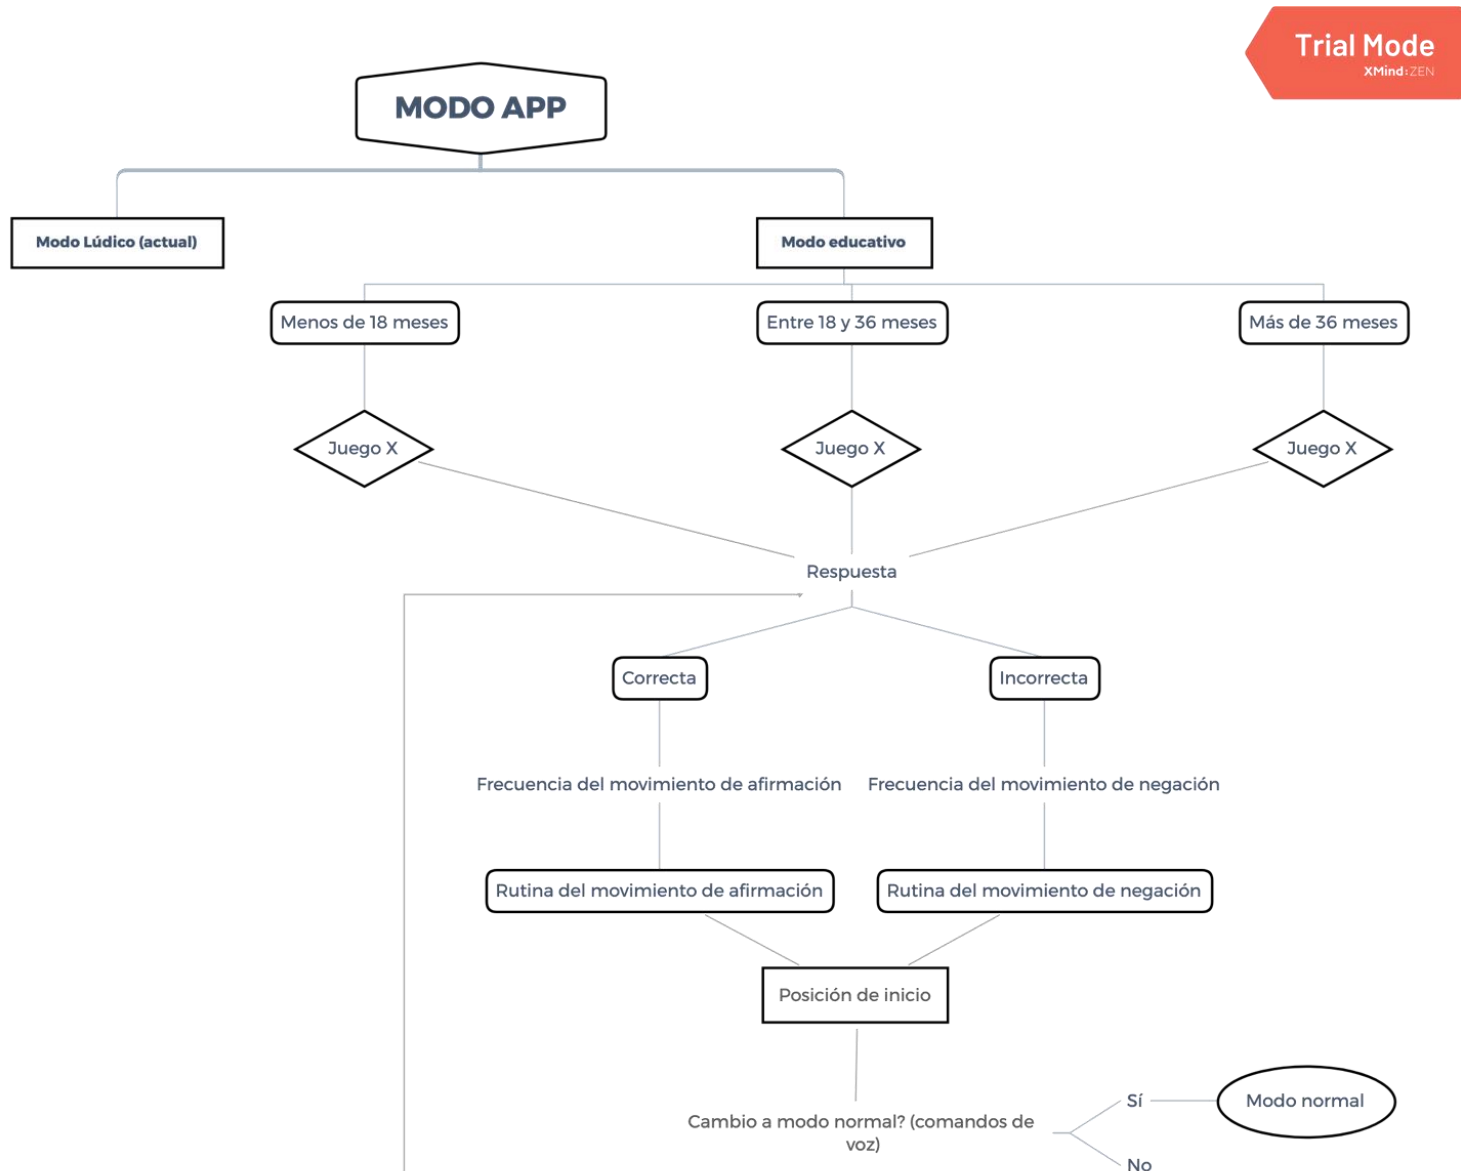 Trial Mode
XMind:ZEN
MODO APP
Modo Lúdico (actual)
Modo educativo
Menos de 18 meses
Entre 18 y 36 meses
Más de 36 meses
Juego X
Juego X
Juego X
Respuesta
Correcta
Incorrecta
Frecuencia del movimiento de afirmación
Frecuencia del movimiento de negación
Rutina del movimiento de afirmación
Rutina del movimiento de negación
Posición de inicio
Cambio a modo normal? (comandos de
voz)
Sí
Modo normal
No